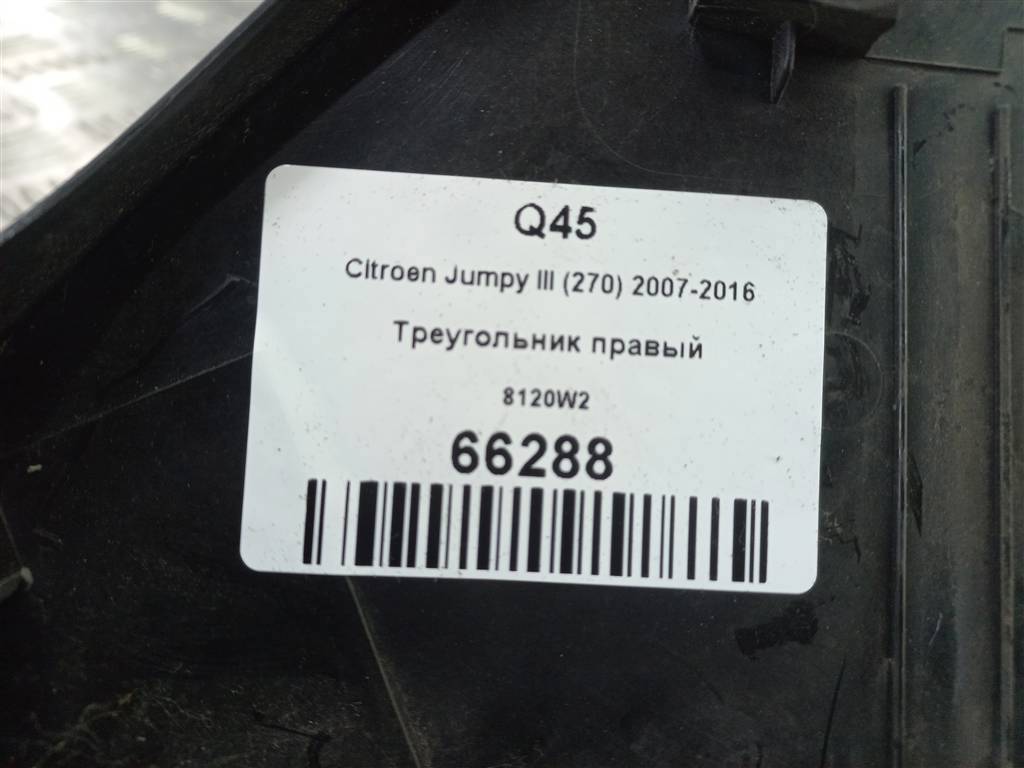 Q45
Citroen Jumpy III (270) 2007-2016
Треугольник правый
8120W2
66288